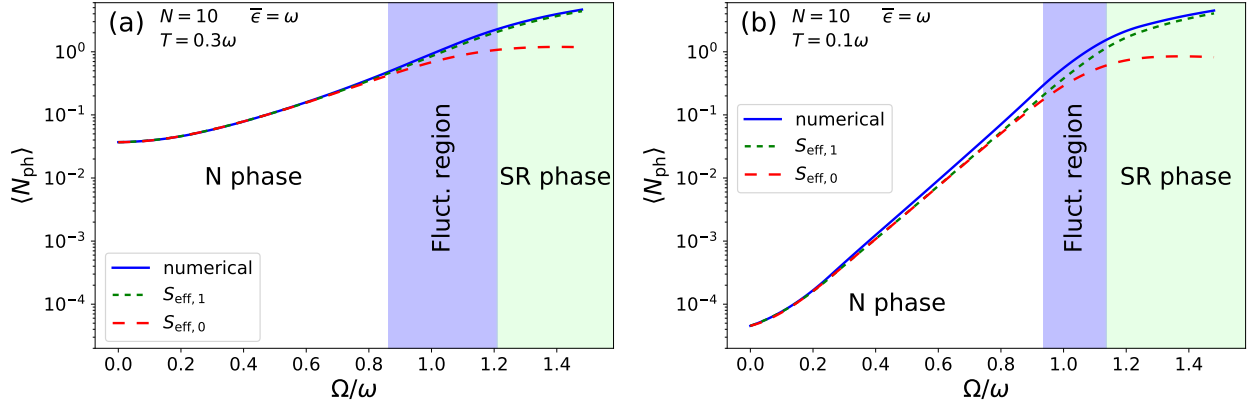 (a)
N = 10 ϵ̅ = ω
T = 0.3ω
10⁰
10⁻¹
10⁻²
10⁻³
10⁻⁴
⟨N_ph⟩
N phase
Fluct. region
SR phase
numerical
S_eff, 1
S_eff, 0
0.0 0.2 0.4 0.6 0.8 1.0 1.2 1.4
Ω/ω
(b)
N = 10 ϵ̅ = ω
T = 0.1ω
10⁰
10⁻¹
10⁻²
10⁻³
10⁻⁴
⟨N_ph⟩
numerical
S_eff, 1
S_eff, 0
Fluct. region
SR phase
N phase
0.0 0.2 0.4 0.6 0.8 1.0 1.2 1.4
Ω/ω